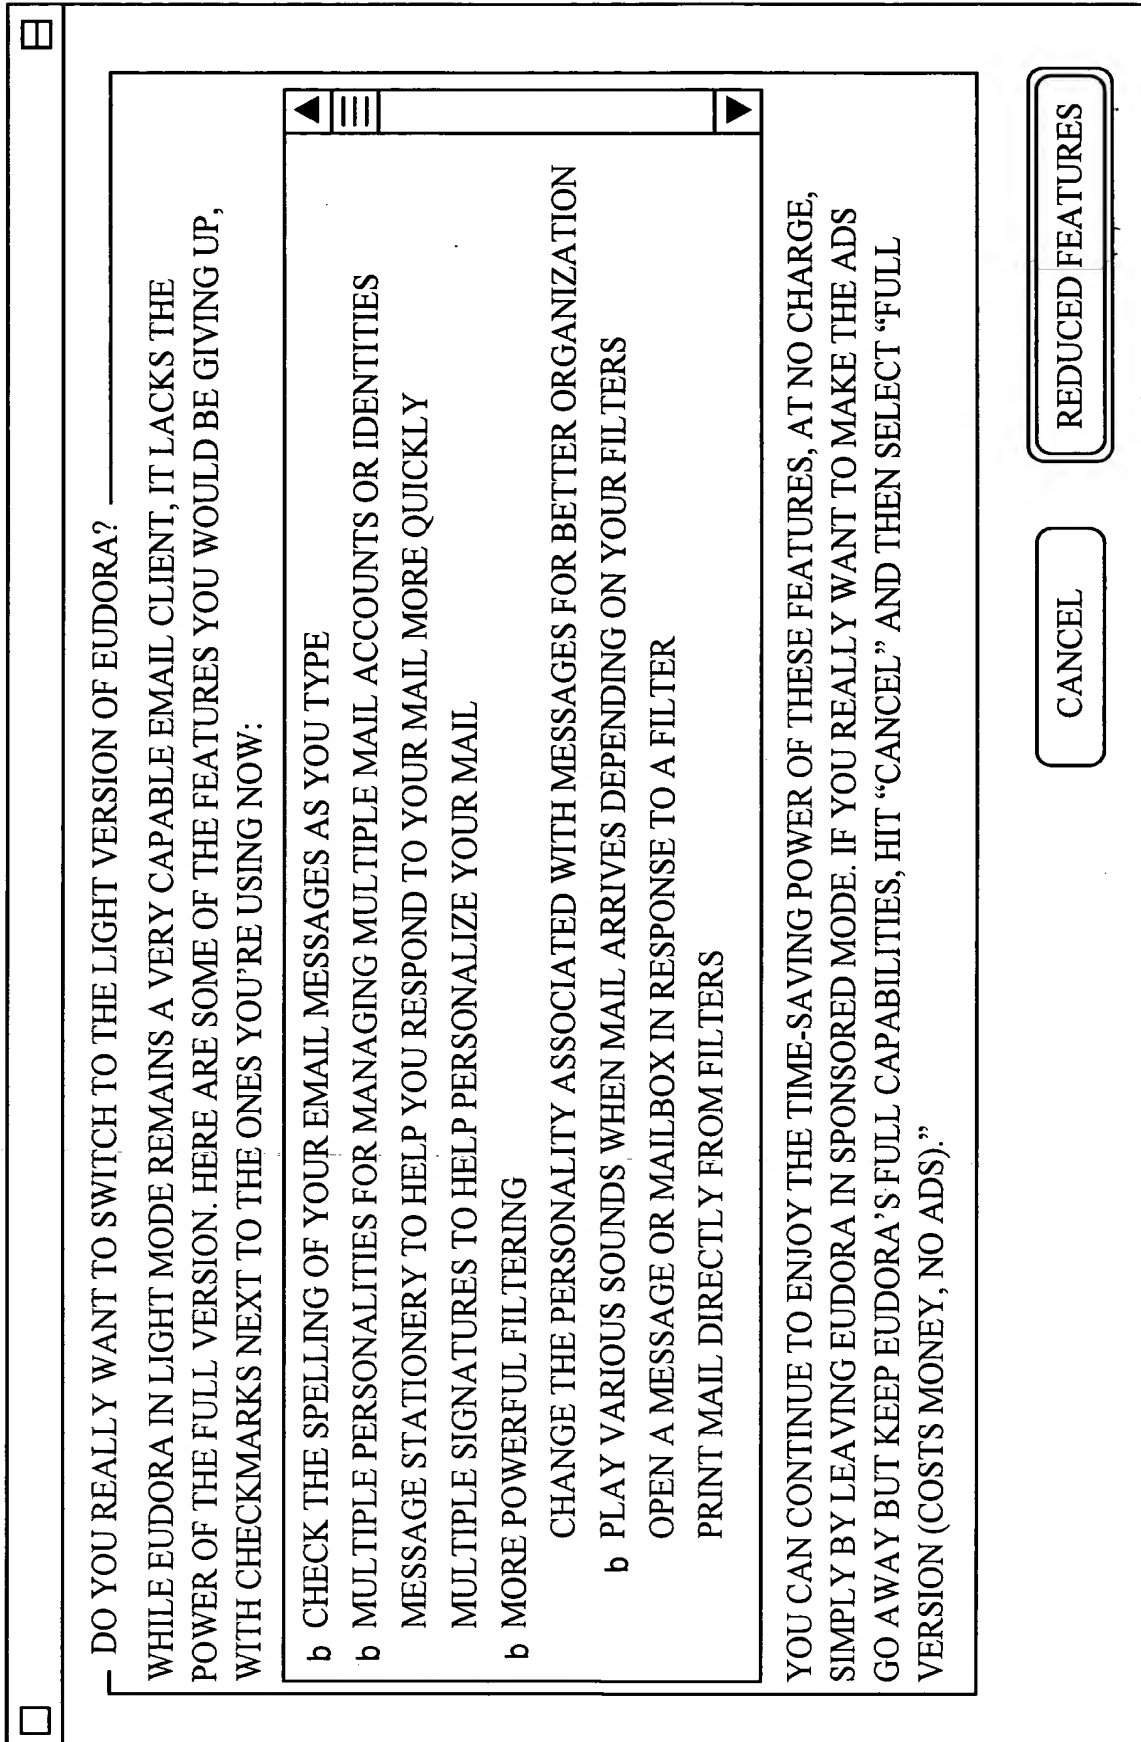 DO YOU REALLY WANT TO SWITCH TO THE LIGHT VERSION OF EUDORA?
WHILE EUDORA IN LIGHT MODE REMAINS A VERY CAPABLE EMAIL CLIENT, IT LACKS THE
POWER OF THE FULL VERSION. HERE ARE SOME OF THE FEATURES YOU WOULD BE GIVING UP,
WITH CHECKMARKS NEXT TO THE ONES YOU'RE USING NOW:
b CHECK THE SPELLING OF YOUR EMAIL MESSAGES AS YOU TYPE
b MULTIPLE PERSONALITIES FOR MANAGING MULTIPLE MAIL ACCOUNTS OR IDENTITIES
MESSAGE STATIONERY TO HELP YOU RESPOND TO YOUR MAIL MORE QUICKLY
MULTIPLE SIGNATURES TO HELP PERSONALIZE YOUR MAIL
b MORE POWERFUL FILTERING
CHANGE THE PERSONALITY ASSOCIATED WITH MESSAGES FOR BETTER ORGANIZATION
b PLAY VARIOUS SOUNDS WHEN MAIL ARRIVES DEPENDING ON YOUR FILTERS
OPEN A MESSAGE OR MAILBOX IN RESPONSE TO A FILTER
PRINT MAIL DIRECTLY FROM FILTERS
YOU CAN CONTINUE TO ENJOY THE TIME-SAVING POWER OF THESE FEATURES, AT NO CHARGE,
SIMPLY BY LEAVING EUDORA IN SPONSORED MODE. IF YOU REALLY WANT TO MAKE THE ADS
GO AWAY BUT KEEP EUDORA'S FULL CAPABILITIES, HIT “CANCEL” AND THEN SELECT “FULL
VERSION (COSTS MONEY, NO ADS).”
CANCEL
REDUCED FEATURES